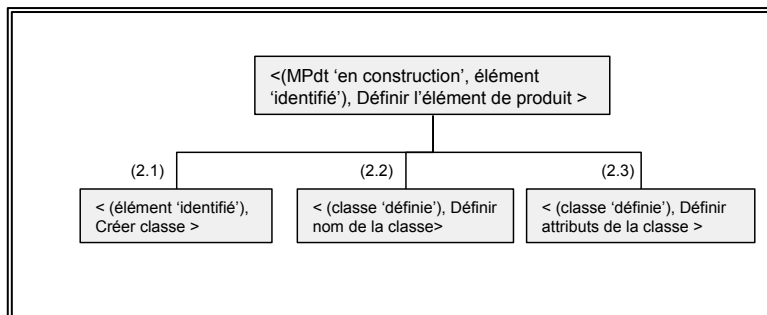 <(MPdt ‘en construction’, élément
‘identifié’), Définir l’élément de produit >
(2.1)
(2.2)
(2.3)
< (élément ‘identifié’),
Créer classe >
< (classe ‘définie’), Définir
nom de la classe>
< (classe ‘définie’), Définir
attributs de la classe >